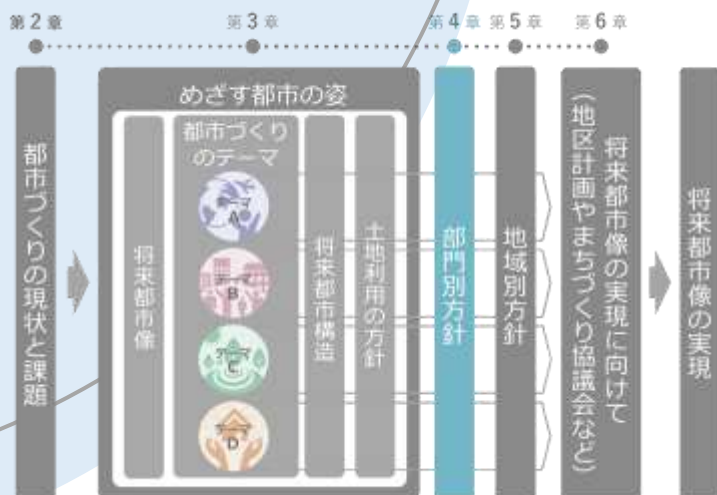 第2章
第3章
第4章
第5章
第6章
都市づくりの現状と課題
めざす都市の姿
将来都市像
都市づくり
のテーマ
テーマ
A
テーマ
B
テーマ
C
テーマ
D
将来都市構造
土地利用の方針
部門別方針
地域別方針
将来都市像の実現に向けて
(地区計画やまちづくり協議会など)
将来都市像の実現